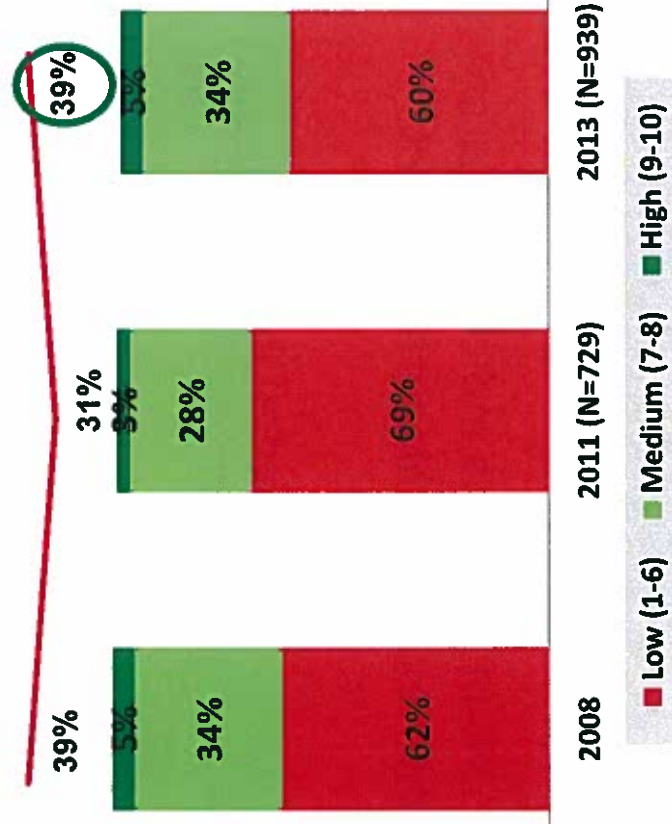 39%
31%
39%
5%
3%
5%
34%
28%
34%
62%
69%
60%
2008
2011 (N=729)
2013 (N=939)
Low (1-6)
Medium (7-8)
High (9-10)